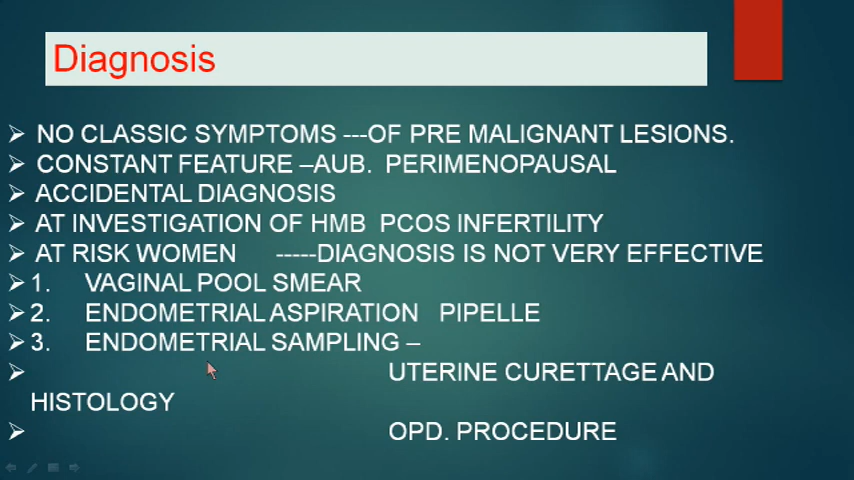 Diagnosis
NO CLASSIC SYMPTOMS ---OF PRE MALIGNANT LESIONS.
CONSTANT FEATURE –AUB. PERIMENOPAUSAL
ACCIDENTAL DIAGNOSIS
AT INVESTIGATION OF HMB PCOS INFERTILITY
AT RISK WOMEN -----DIAGNOSIS IS NOT VERY EFFECTIVE
1. VAGINAL POOL SMEAR
2. ENDOMETRIAL ASPIRATION PIPELLE
3. ENDOMETRIAL SAMPLING –
UTERINE CURETTAGE AND
HISTOLOGY
OPD. PROCEDURE